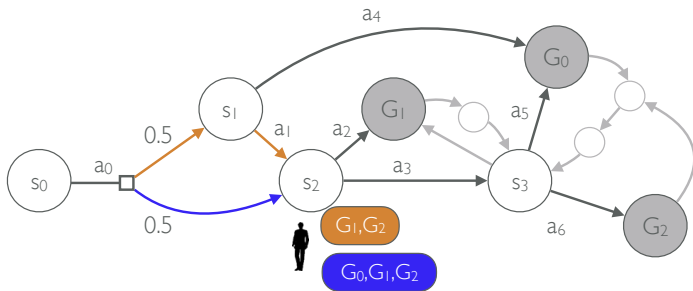 a₄
G₀
s₁
G₁
0.5
a₁
a₂
a₅
a₀
a₃
s₀
s₂
s₃
0.5
G₁,G₂
a₆
G₂
G₀,G₁,G₂